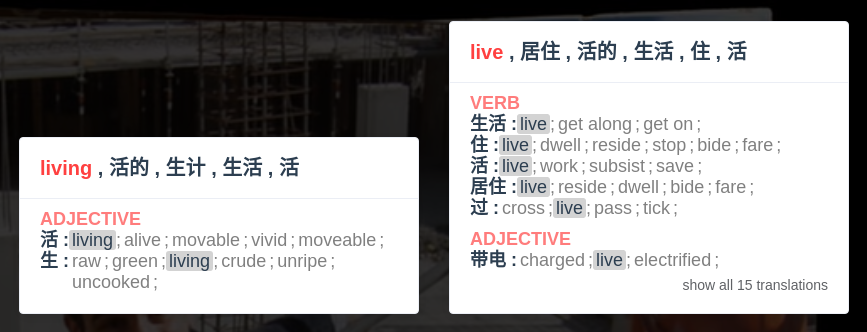 living , 活的 , 生计 , 生活 , 活
ADJECTIVE
活 : living ; alive ; movable ; vivid ; moveable ;
生 : raw ; green ; living ; crude ; unripe ;
uncooked ;
live , 居住 , 活的 , 生活 , 住 , 活
VERB
生活 : live ; get along ; get on ;
住 : live ; dwell ; reside ; stop ; bide ; fare ;
活 : live ; work ; subsist ; save ;
居住 : live ; reside ; dwell ; bide ; fare ;
过 : cross ; live ; pass ; tick ;
ADJECTIVE
带电 : charged ; live ; electrified ;
show all 15 translations